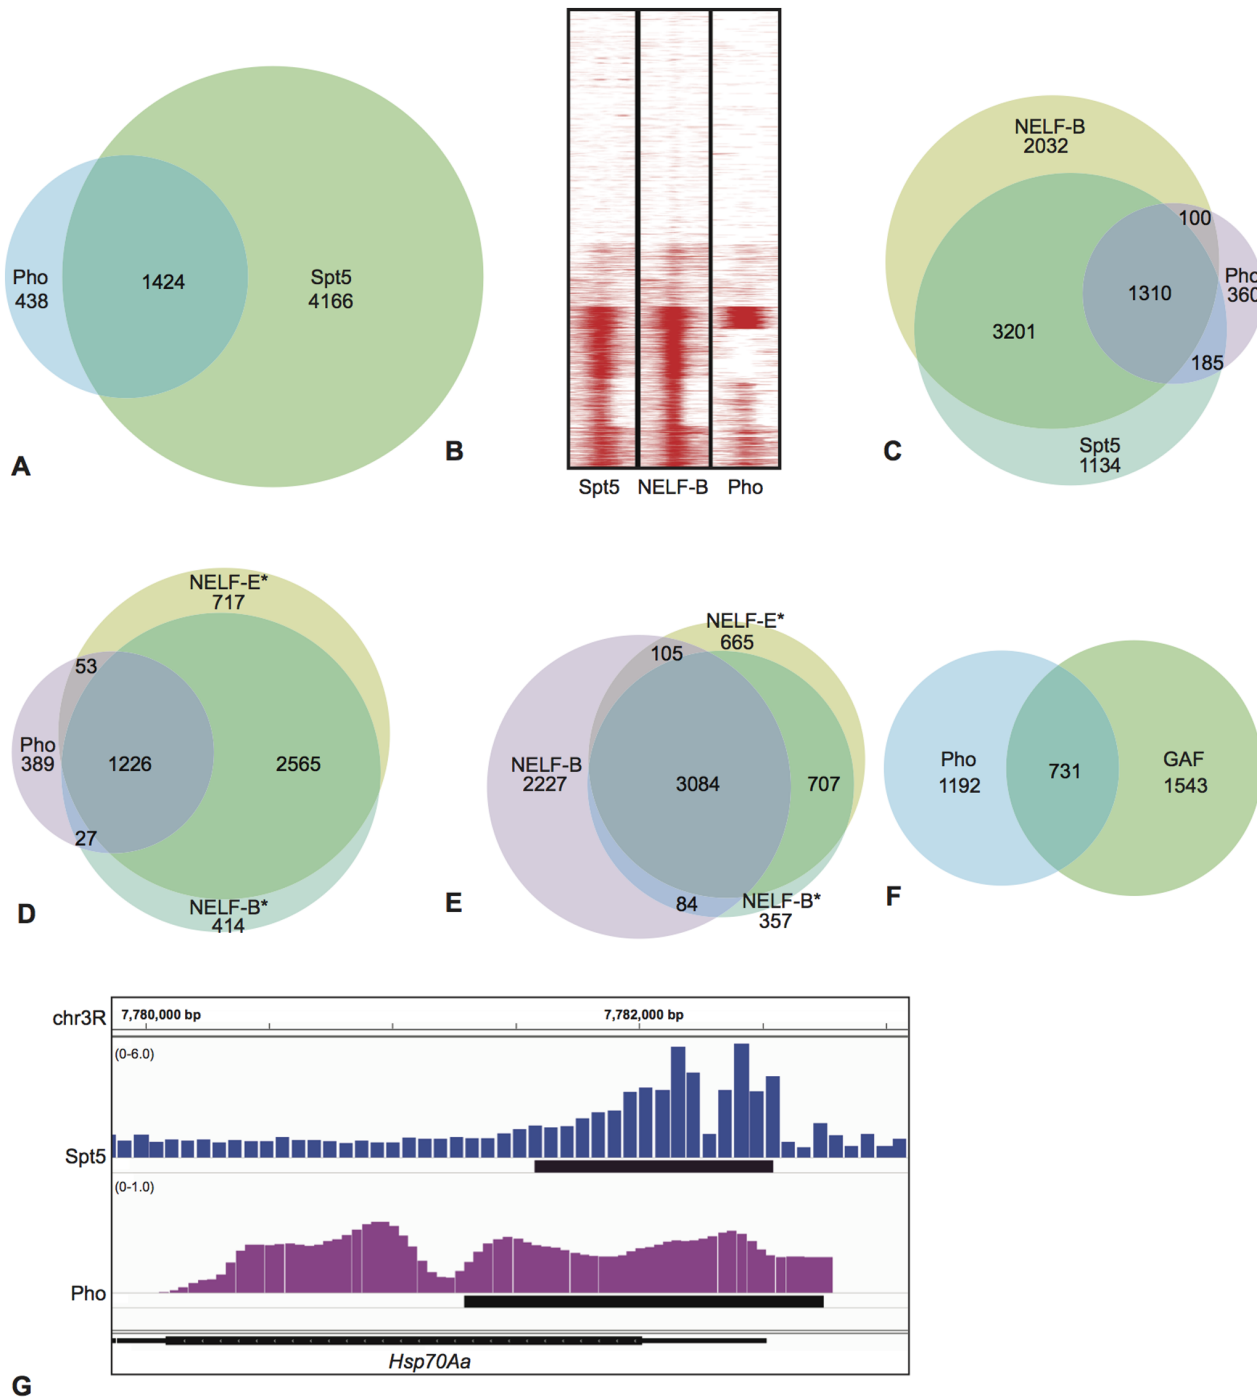 Pho
438
1424
Spt5
4166
A
B
Spt5 NELF-B Pho
NELF-B
2032
100
Pho
360
1310
3201
185
Spt5
1134
C
NELF-E*
717
53
Pho
389
1226
2565
27
NELF-B*
414
D
NELF-E*
665
105
NELF-B
2227
3084
707
84
NELF-B*
357
E
Pho
1192
731
GAF
1543
F
chr3R
7,780,000 bp 7,782,000 bp
(0-6.0)
Spt5
(0-1.0)
Pho
Hsp70Aa
G